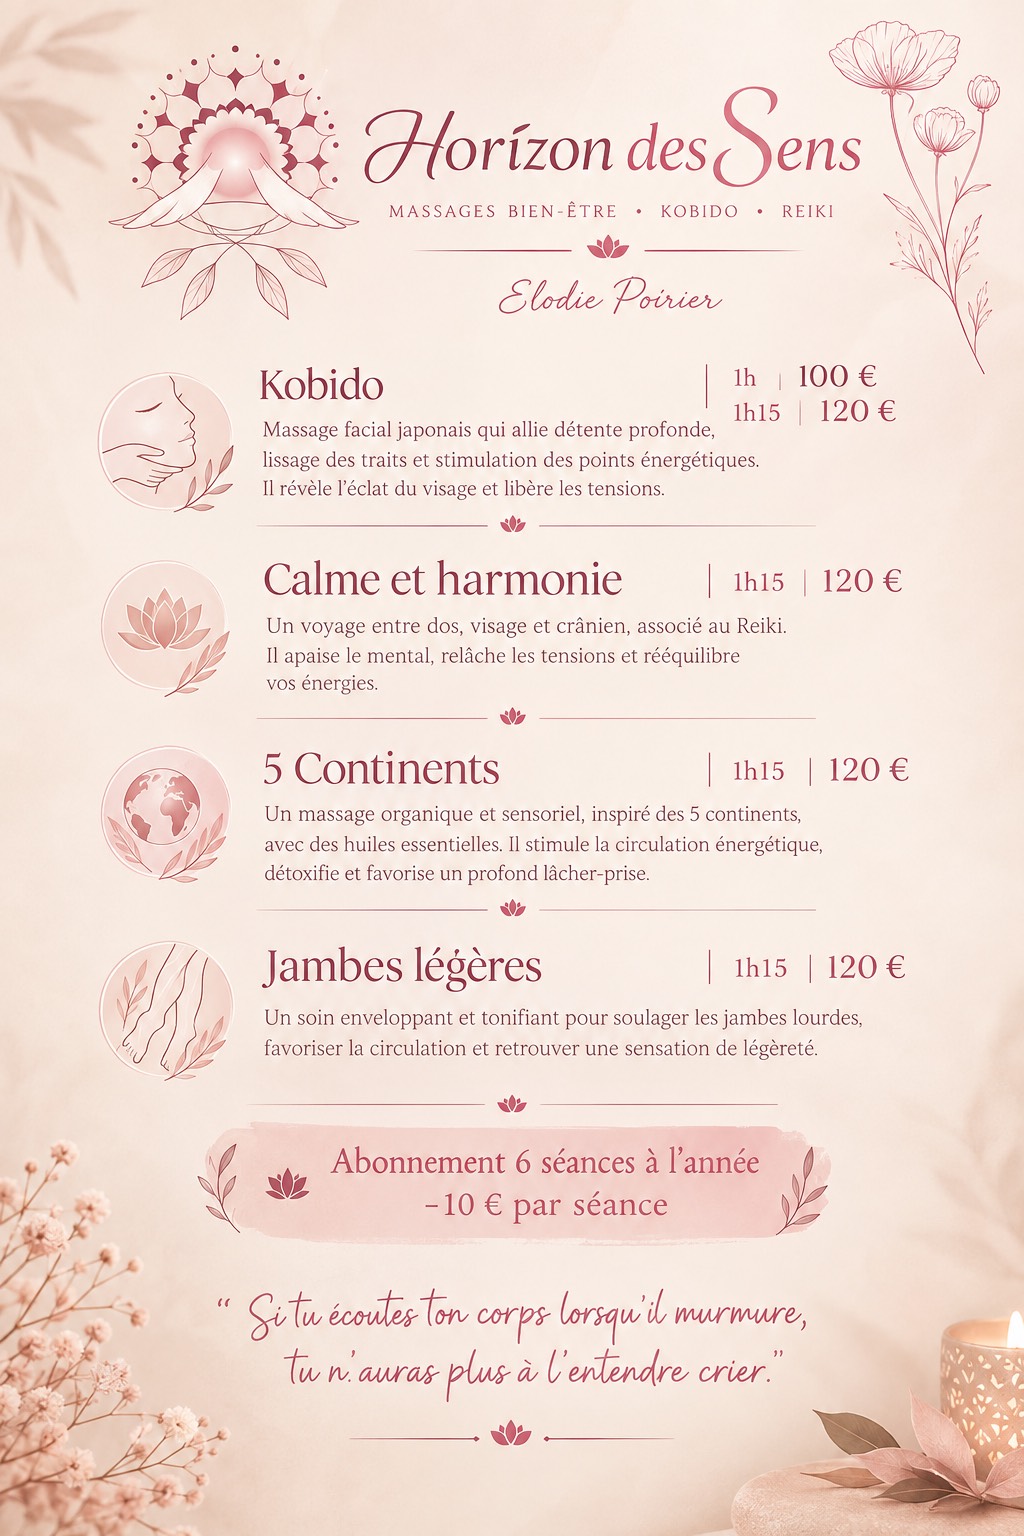 Horízon des Sens
MASSAGES BIEN-ÊTRE • KOBIDO • REIKI
Elodie Poírier
Kobido
1h | 100 €
1h15 | 120 €
Massage facial japonais qui allie détente profonde,
lissage des traits et stimulation des points énergétiques.
Il révèle l'éclat du visage et libère les tensions.
Calme et harmonie
1h15 | 120 €
Un voyage entre dos, visage et crânien, associé au Reiki.
Il apaise le mental, relâche les tensions et rééquilibre
vos énergies.
5 Continents
1h15 | 120 €
Un massage organique et sensoriel, inspiré des 5 continents,
avec des huiles essentielles. Il stimule la circulation énergétique,
détoxifie et favorise un profond lâcher-prise.
Jambes léģères
1h15 | 120 €
Un soin enveloppant et tonifiant pour soulager les jambes lourdes,
favoriser la circulation et retrouver une sensation de légèreté.
Abonnement 6 séances à l'année
-10 € par séance
“ Si tu écoutes ton corps lorsqu'il murmure,
tu n'auras plus à l'entendre crier.”